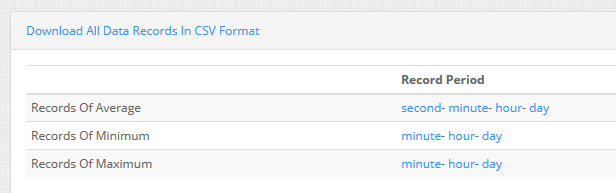 Download All Data Records In CSV Format
Record Period
Records Of Average second- minute- hour- day
Records Of Minimum minute- hour- day
Records Of Maximum minute- hour- day